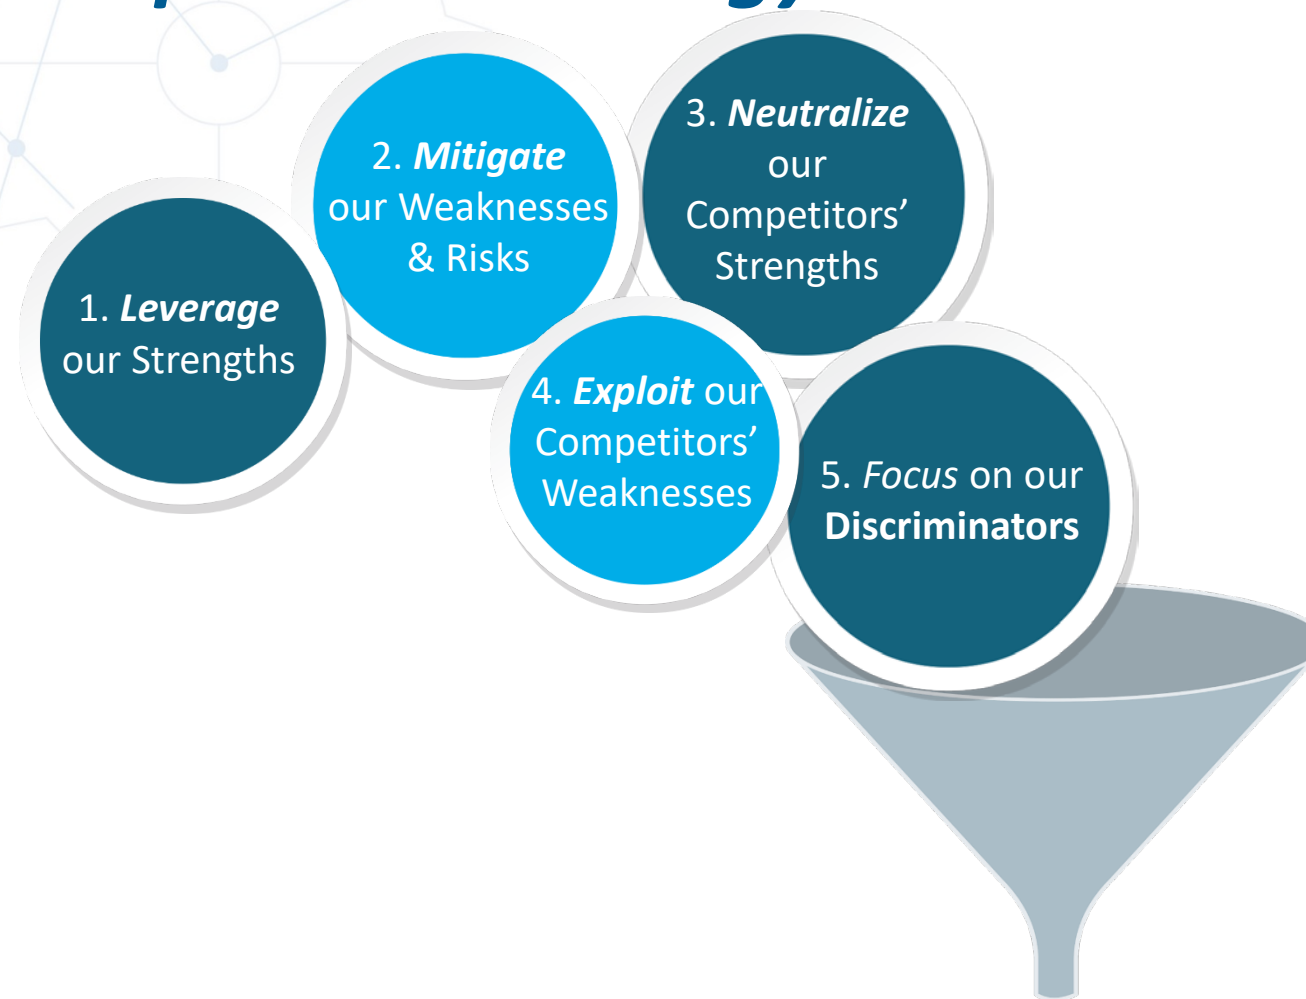 1. Leverage
our Strengths
2. Mitigate
our Weaknesses
& Risks
3. Neutralize
our
Competitors’
Strengths
4. Exploit our
Competitors’
Weaknesses
5. Focus on our
Discriminators